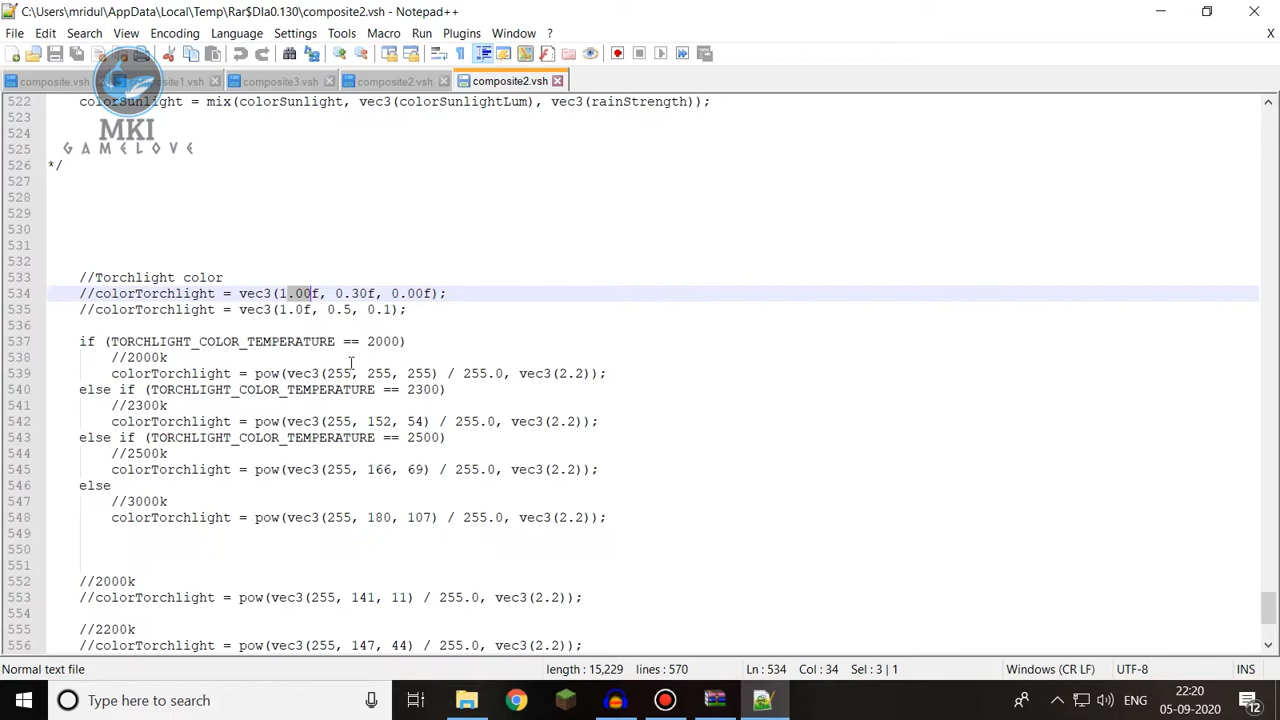 C:\Users\mridul\AppData\Local\Temp\Rar$DIa0.130\composite2.vsh - Notepad++
File Edit Search View Encoding Language Settings Tools Macro Run Plugins Window ? X
composite.vsh composite1.vsh composite3.vsh composite2.vsh composite2.vsh
MKI
GAMELOVE
522 colorSunlight = mix(colorSunlight, vec3(colorSunlightLum), vec3(rainStrength));
523
524
525
526 */
527
528
529
530
531
532
533 //Torchlight color
534 //colorTorchlight = vec3(1.00f, 0.30f, 0.00f);
535 //colorTorchlight = vec3(1.0f, 0.5, 0.1);
536
537 if (TORCHLIGHT_COLOR_TEMPERATURE == 2000)
538 //2000k
539 colorTorchlight = pow(vec3(255, 255, 255) / 255.0, vec3(2.2));
540 else if (TORCHLIGHT_COLOR_TEMPERATURE == 2300)
541 //2300k
542 colorTorchlight = pow(vec3(255, 152, 54) / 255.0, vec3(2.2));
543 else if (TORCHLIGHT_COLOR_TEMPERATURE == 2500)
544 //2500k
545 colorTorchlight = pow(vec3(255, 166, 69) / 255.0, vec3(2.2));
546 else
547 //3000k
548 colorTorchlight = pow(vec3(255, 180, 107) / 255.0, vec3(2.2));
549
550
551
552 //2000k
553 //colorTorchlight = pow(vec3(255, 141, 11) / 255.0, vec3(2.2));
554
555 //2200k
556 //colorTorchlight = pow(vec3(255, 147, 44) / 255.0, vec3(2.2));
Normal text file length : 15,229 lines : 570 Ln : 534 Col : 34 Sel : 3 | 1 Windows (CR LF) UTF-8 INS
Type here to search ENG 22:20
05-09-2020 12